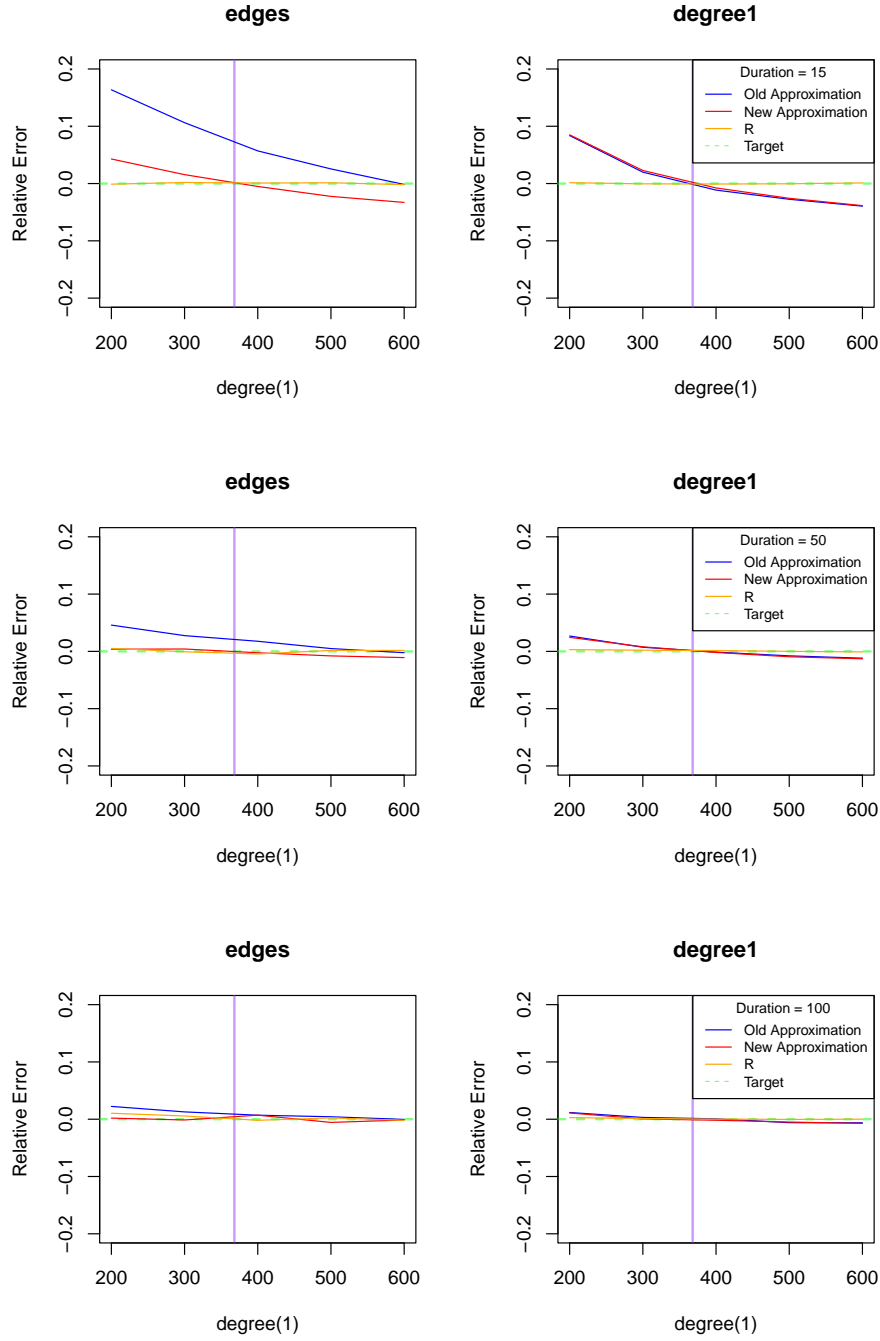 edges
Relative Error
0.2
0.1
0.0
−0.1
−0.2
200 300 400 500 600
degree(1)
degree1
Relative Error
0.2
0.1
0.0
−0.1
−0.2
Duration = 15
Old Approximation
New Approximation
R
Target
200 300 400 500 600
degree(1)
edges
Relative Error
0.2
0.1
0.0
−0.1
−0.2
200 300 400 500 600
degree(1)
degree1
Relative Error
0.2
0.1
0.0
−0.1
−0.2
Duration = 50
Old Approximation
New Approximation
R
Target
200 300 400 500 600
degree(1)
edges
Relative Error
0.2
0.1
0.0
−0.1
−0.2
200 300 400 500 600
degree(1)
degree1
Relative Error
0.2
0.1
0.0
−0.1
−0.2
Duration = 100
Old Approximation
New Approximation
R
Target
200 300 400 500 600
degree(1)